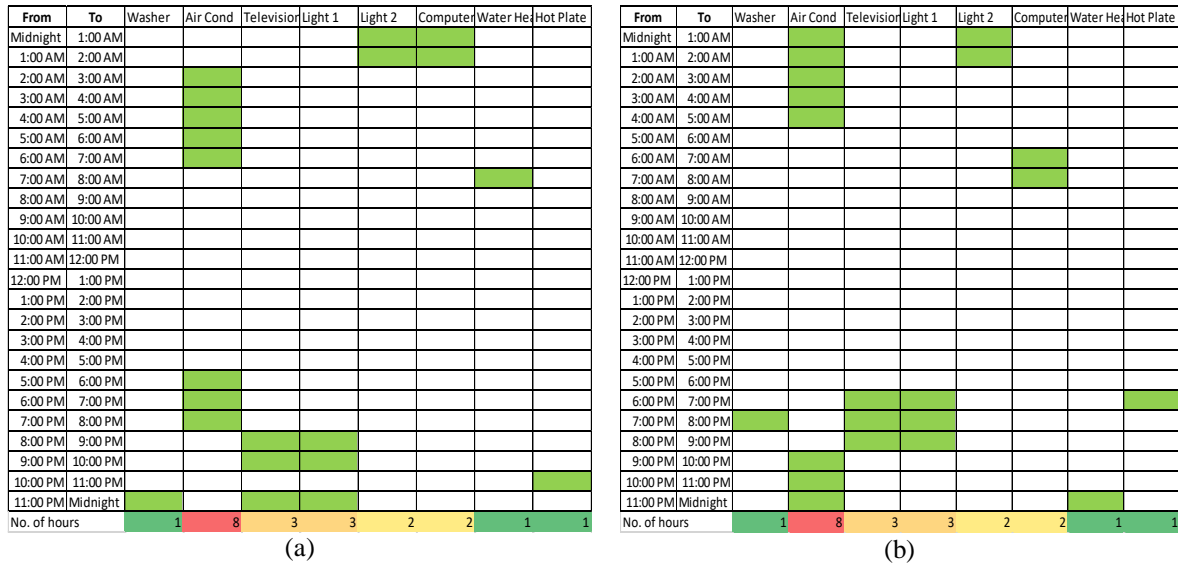 From To Washer Air Cond Television Light 1 Light 2 Computer Water Hea Hot Plate
Midnight 1:00 AM
1:00 AM 2:00 AM
2:00 AM 3:00 AM
3:00 AM 4:00 AM
4:00 AM 5:00 AM
5:00 AM 6:00 AM
6:00 AM 7:00 AM
7:00 AM 8:00 AM
8:00 AM 9:00 AM
9:00 AM 10:00 AM
10:00 AM 11:00 AM
11:00 AM 12:00 PM
12:00 PM 1:00 PM
1:00 PM 2:00 PM
2:00 PM 3:00 PM
3:00 PM 4:00 PM
4:00 PM 5:00 PM
5:00 PM 6:00 PM
6:00 PM 7:00 PM
7:00 PM 8:00 PM
8:00 PM 9:00 PM
9:00 PM 10:00 PM
10:00 PM 11:00 PM
11:00 PM Midnight
No. of hours 1 8 3 3 2 2 1 1
(a)
From To Washer Air Cond Television Light 1 Light 2 Computer Water Hea Hot Plate
Midnight 1:00 AM
1:00 AM 2:00 AM
2:00 AM 3:00 AM
3:00 AM 4:00 AM
4:00 AM 5:00 AM
5:00 AM 6:00 AM
6:00 AM 7:00 AM
7:00 AM 8:00 AM
8:00 AM 9:00 AM
9:00 AM 10:00 AM
10:00 AM 11:00 AM
11:00 AM 12:00 PM
12:00 PM 1:00 PM
1:00 PM 2:00 PM
2:00 PM 3:00 PM
3:00 PM 4:00 PM
4:00 PM 5:00 PM
5:00 PM 6:00 PM
6:00 PM 7:00 PM
7:00 PM 8:00 PM
8:00 PM 9:00 PM
9:00 PM 10:00 PM
10:00 PM 11:00 PM
11:00 PM Midnight
No. of hours 1 8 3 3 2 2 1 1
(b)